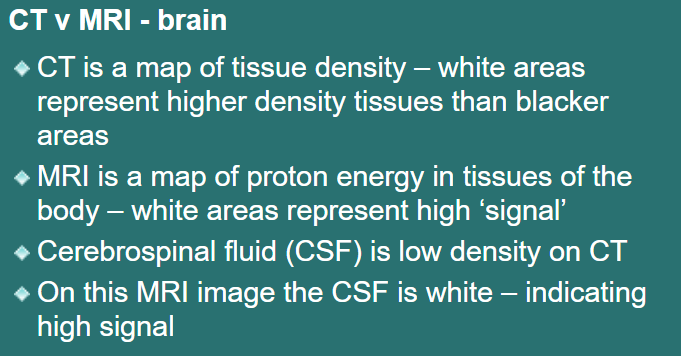 CT v MRI - brain
CT is a map of tissue density – white areas
represent higher density tissues than blacker
areas
MRI is a map of proton energy in tissues of the
body – white areas represent high ‘signal’
Cerebrospinal fluid (CSF) is low density on CT
On this MRI image the CSF is white – indicating
high signal